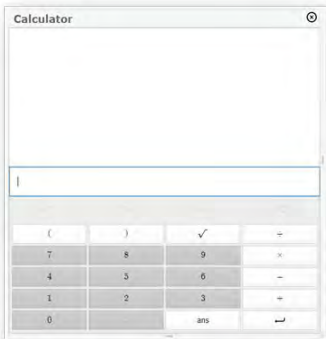 Calculator
( ) √ ÷
7 8 9 ×
4 5 6 −
1 2 3 +
0 ans